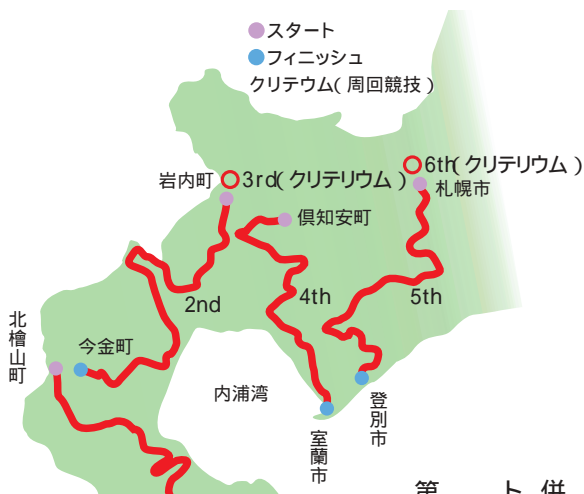 スタート
フィニッシュ
クリテウム(周回競技)
岩内町
3rd(クリテリウム)
6th(クリテリウム)
札幌市
倶知安町
2nd
4th
5th
北檜山町
今金町
内浦湾
室蘭市
登別市
第 ト 併